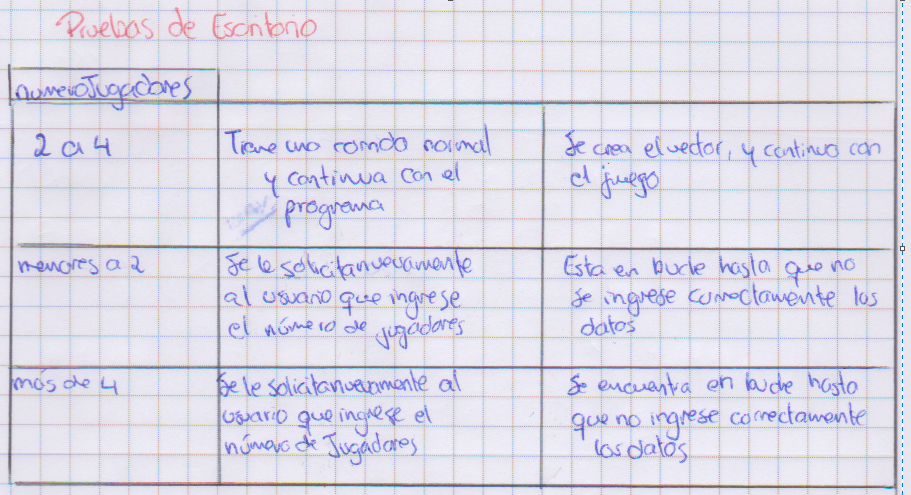 Pruebas de Escritorio
numeroJugadores
2 a 4
Tiene una corrida normal
y continua con el
programa
Se crea el vector, y continuo con
el juego
menores a 2
Se le solicita nuevamente
al usuario que ingrese
el número de jugadores
Esta en bucle hasta que no
se ingrese correctamente los
datos
más de 4
Se le solicita nuevamente al
usuario que ingrese el
número de Jugadores
Se encuentra en bucle hasta
que no ingrese correctamente
los datos